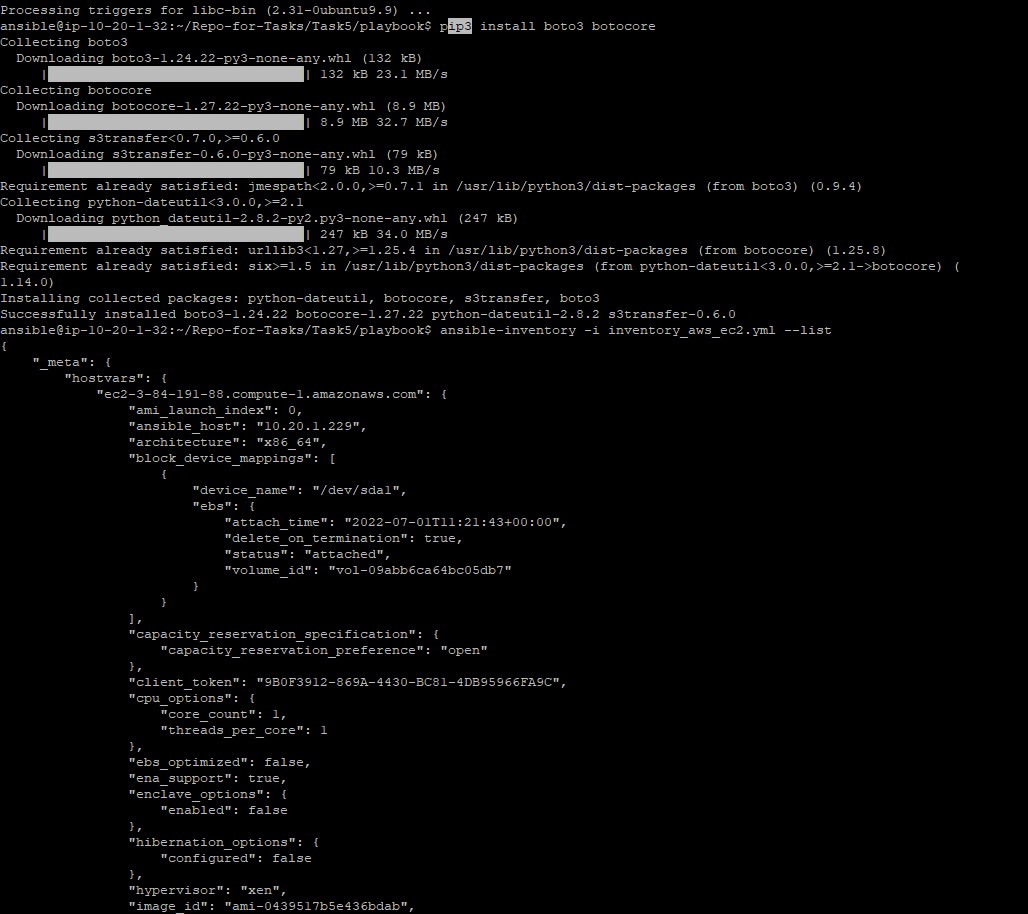 Processing triggers for libc-bin (2.31-0ubuntu9.9) ...
ansible@ip-10-20-1-32:~/Repo-for-Tasks/Task5/playbook$ pip3 install boto3 botocore
Collecting boto3
  Downloading boto3-1.24.22-py3-none-any.whl (132 kB)
     |████████████████████████████████| 132 kB 23.1 MB/s
Collecting botocore
  Downloading botocore-1.27.22-py3-none-any.whl (8.9 MB)
     |████████████████████████████████| 8.9 MB 32.7 MB/s
Collecting s3transfer<0.7.0,>=0.6.0
  Downloading s3transfer-0.6.0-py3-none-any.whl (79 kB)
     |████████████████████████████████| 79 kB 10.3 MB/s
Requirement already satisfied: jmespath<2.0.0,>=0.7.1 in /usr/lib/python3/dist-packages (from boto3) (0.9.4)
Collecting python-dateutil<3.0.0,>=2.1
  Downloading python_dateutil-2.8.2-py2.py3-none-any.whl (247 kB)
     |████████████████████████████████| 247 kB 34.0 MB/s
Requirement already satisfied: urllib3<1.27,>=1.25.4 in /usr/lib/python3/dist-packages (from botocore) (1.25.8)
Requirement already satisfied: six>=1.5 in /usr/lib/python3/dist-packages (from python-dateutil<3.0.0,>=2.1->botocore) (
1.14.0)
Installing collected packages: python-dateutil, botocore, s3transfer, boto3
Successfully installed boto3-1.24.22 botocore-1.27.22 python-dateutil-2.8.2 s3transfer-0.6.0
ansible@ip-10-20-1-32:~/Repo-for-Tasks/Task5/playbook$ ansible-inventory -i inventory_aws_ec2.yml --list
{
    "_meta": {
        "hostvars": {
            "ec2-3-84-191-88.compute-1.amazonaws.com": {
                "ami_launch_index": 0,
                "ansible_host": "10.20.1.229",
                "architecture": "x86_64",
                "block_device_mappings": [
                    {
                        "device_name": "/dev/sda1",
                        "ebs": {
                            "attach_time": "2022-07-01T11:21:43+00:00",
                            "delete_on_termination": true,
                            "status": "attached",
                            "volume_id": "vol-09abb6ca64bc05db7"
                        }
                    }
                ],
                "capacity_reservation_specification": {
                    "capacity_reservation_preference": "open"
                },
                "client_token": "9B0F3912-869A-4430-BC81-4DB95966FA9C",
                "cpu_options": {
                    "core_count": 1,
                    "threads_per_core": 1
                },
                "ebs_optimized": false,
                "ena_support": true,
                "enclave_options": {
                    "enabled": false
                },
                "hibernation_options": {
                    "configured": false
                },
                "hypervisor": "xen",
                "image_id": "ami-0439517b5e436bdab",